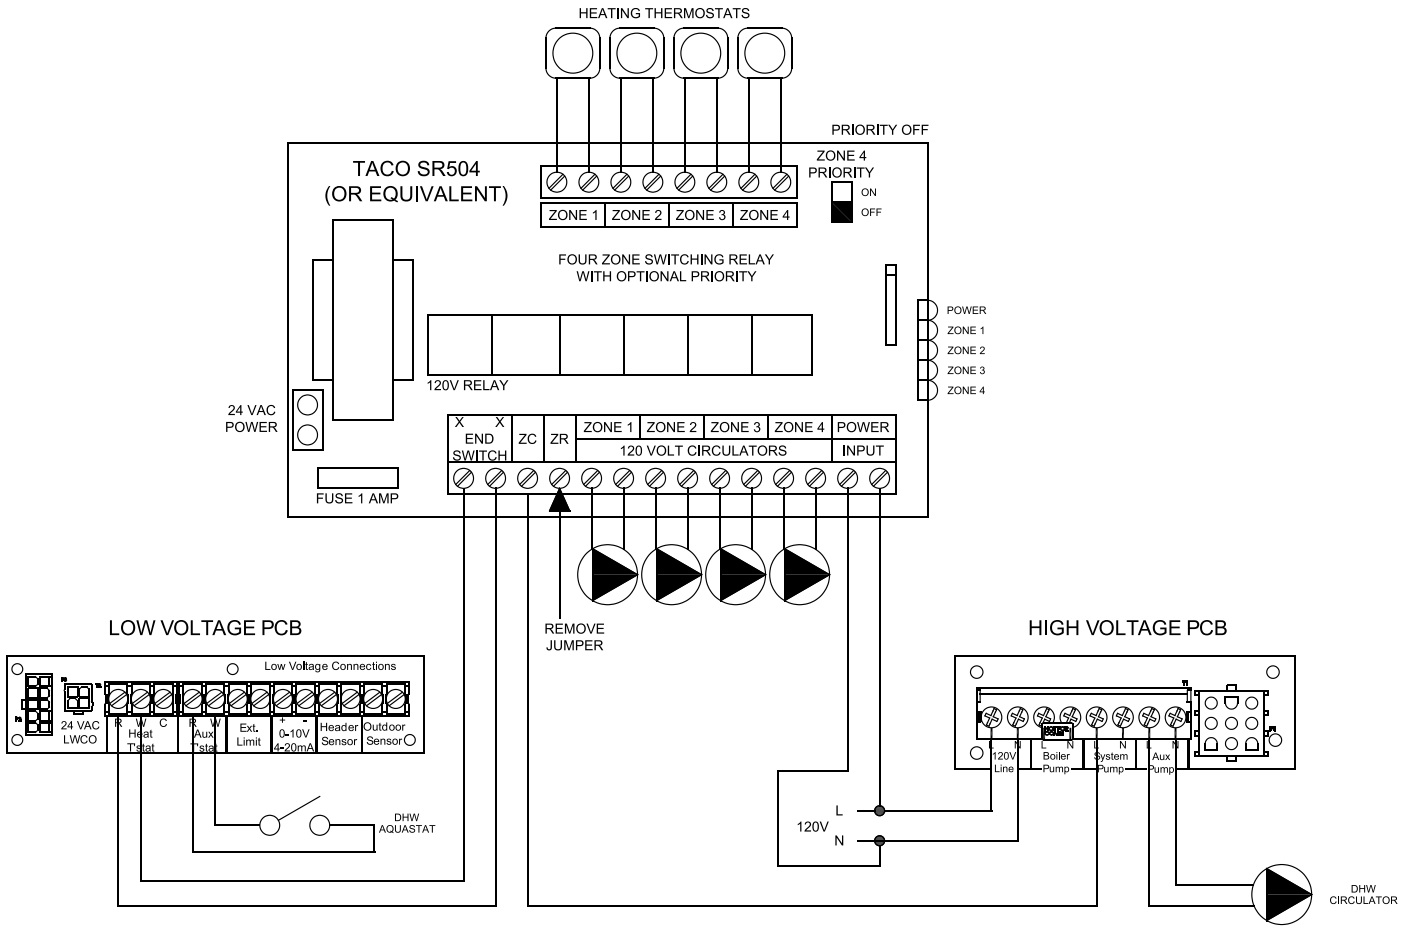 HEATING THERMOSTATS
PRIORITY OFF
TACO SR504
(OR EQUIVALENT)
ZONE 4
PRIORITY
ON
OFF
ZONE 1 ZONE 2 ZONE 3 ZONE 4
FOUR ZONE SWITCHING RELAY
WITH OPTIONAL PRIORITY
POWER
ZONE 1
ZONE 2
ZONE 3
ZONE 4
120V RELAY
24 VAC
POWER
FUSE 1 AMP
X X
END
SWITCH
ZC
ZR
ZONE 1 ZONE 2 ZONE 3 ZONE 4 POWER
120 VOLT CIRCULATORS INPUT
REMOVE
JUMPER
LOW VOLTAGE PCB
Low Voltage Connections
24 VAC
LWCO
R W C
Heat
T'stat
R W
Aux
T'stat
Ext.
Limit
+ -
0-10V
4-20mA
Header
Sensor
Outdoor
Sensor
DHW
AQUASTAT
HIGH VOLTAGE PCB
L N L N L N L N
120V
Line
Boiler
Pump
System
Pump
Aux
Pump
L
120V
N
DHW
CIRCULATOR